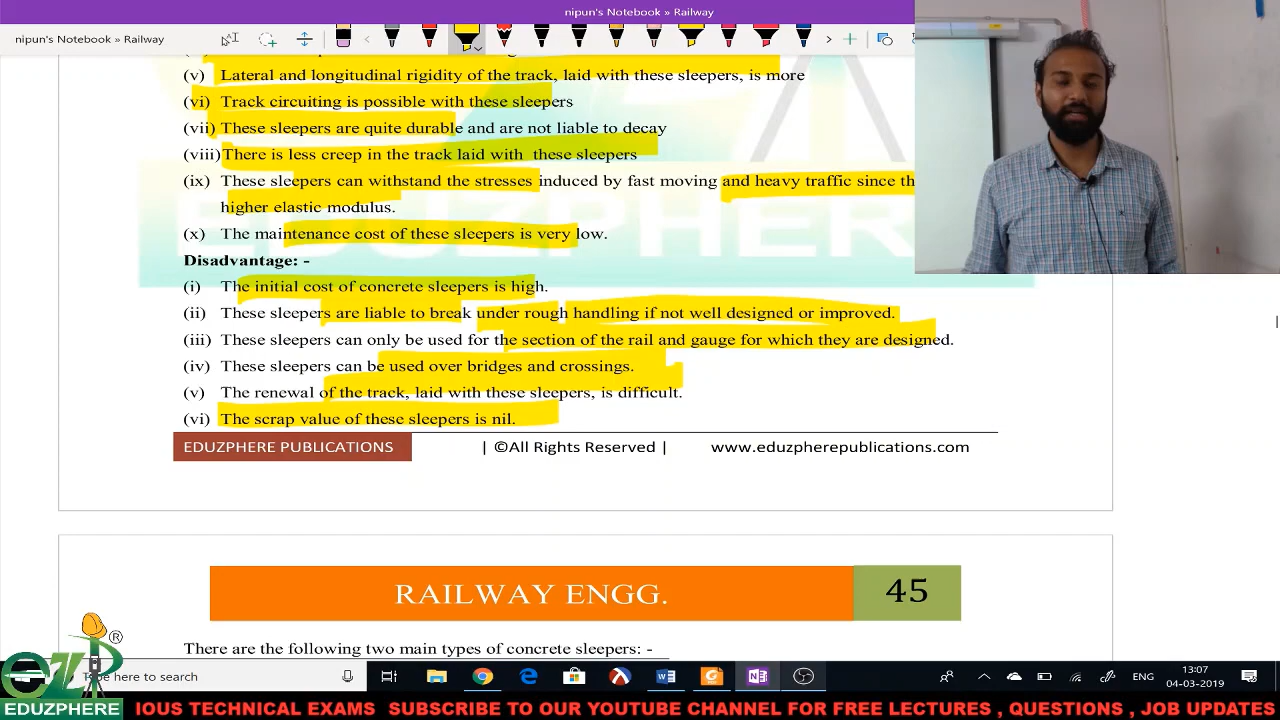 nipun's Notebook » Railway
nipun's Notebook » Railway
(v) Lateral and longitudinal rigidity of the track, laid with these sleepers, is more
(vi) Track circuiting is possible with these sleepers
(vii) These sleepers are quite durable and are not liable to decay
(viii) There is less creep in the track laid with these sleepers
(ix) These sleepers can withstand the stresses induced by fast moving and heavy traffic since th
higher elastic modulus.
(x) The maintenance cost of these sleepers is very low.
Disadvantage: -
(i) The initial cost of concrete sleepers is high.
(ii) These sleepers are liable to break under rough handling if not well designed or improved.
(iii) These sleepers can only be used for the section of the rail and gauge for which they are designed.
(iv) These sleepers can be used over bridges and crossings.
(v) The renewal of the track, laid with these sleepers, is difficult.
(vi) The scrap value of these sleepers is nil.
EDUZPHERE PUBLICATIONS | ©All Rights Reserved | www.eduzpherepublications.com
RAILWAY ENGG. 45
There are the following two main types of concrete sleepers: -
ype here to search
ENG
13:07
04-03-2019
EDUZPHERE
IOUS TECHNICAL EXAMS SUBSCRIBE TO OUR YOUTUBE CHANNEL FOR FREE LECTURES , QUESTIONS , JOB UPDATES